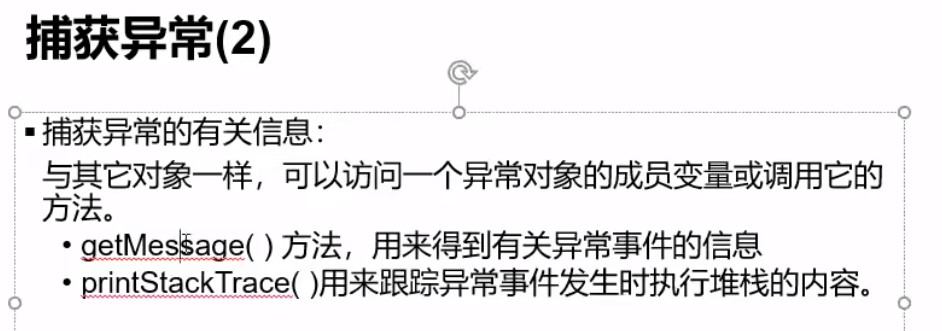 捕获异常(2)
▪捕获异常的有关信息：
与其它对象一样，可以访问一个异常对象的成员变量或调用它的
方法。
• getMessage( ) 方法，用来得到有关异常事件的信息
• printStackTrace( )用来跟踪异常事件发生时执行堆栈的内容。